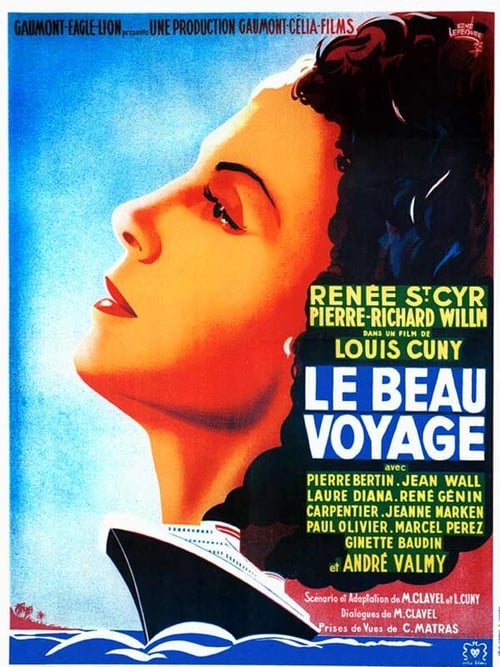 GAUMONT-EAGLE-LION présente UNE PRODUCTION GAUMONT-CÉLIA-FILMS
RENÉ
LEFEBVRE
RENÉE ST CYR
PIERRE-RICHARD WILLM
DANS UN FILM DE
LOUIS CUNY
LE BEAU
VOYAGE
avec
PIERRE BERTIN. JEAN WALL
LAURE DIANA. RENÉ GÉNIN
CARPENTIER. JEANNE MARKEN
PAUL OLIVIER. MARCEL PEREZ
GINETTE BAUDIN
et ANDRÉ VALMY
Scénario et Adaptation de M.CLAVEL et L.CUNY
Dialogues de M.CLAVEL
Prises de Vues de C.MATRAS